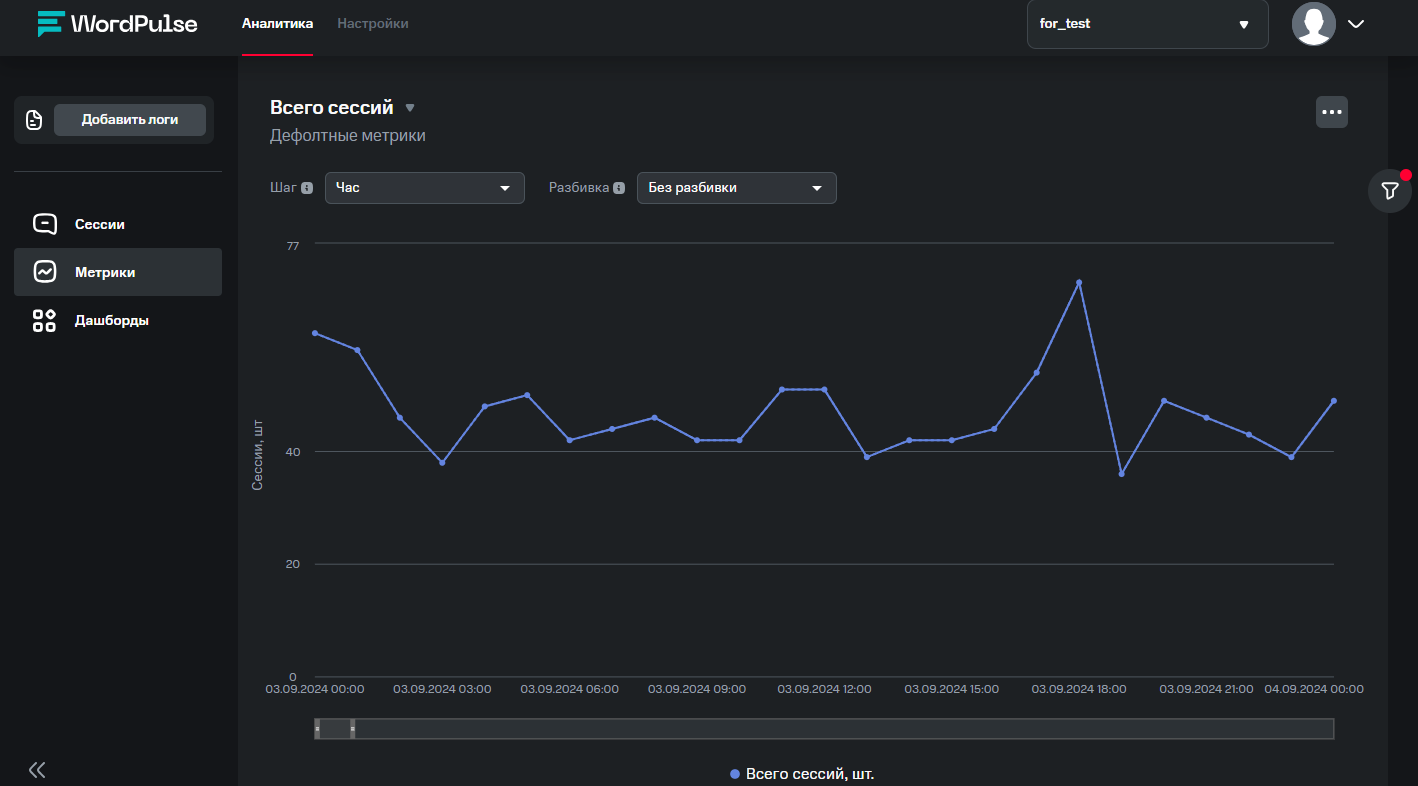 WordPulse
Аналитика
Настройки
for_test
Добавить логи
Сессии
Метрики
Дашборды
Всего сессий
Дефолтные метрики
Шаг
Час
Разбивка
Без разбивки
Сессии, шт
77
40
20
0
03.09.2024 00:00
03.09.2024 03:00
03.09.2024 06:00
03.09.2024 09:00
03.09.2024 12:00
03.09.2024 15:00
03.09.2024 18:00
03.09.2024 21:00
04.09.2024 00:00
Всего сессий, шт.